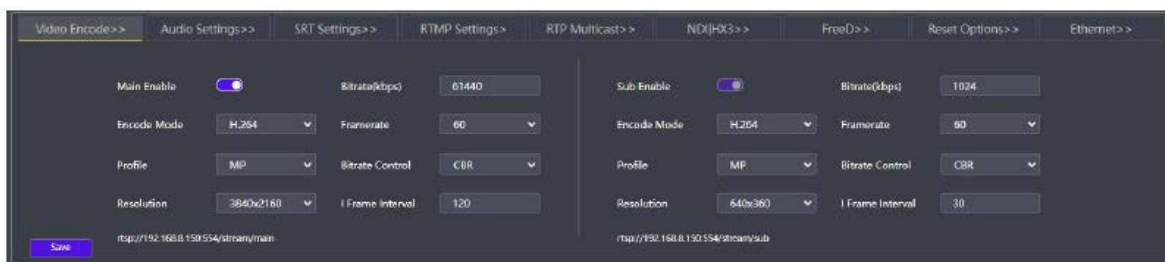 Video Encode>> Audio Settings>> SRT Settings>> RTMP Settings> RTP Multicast>> NDI|HX3>> FreeD>> Reset Options>> Ethernet>>
Main Enable Bitrate(kbps) 61440 Sub Enable Bitrate(kbps) 1024
Encode Mode H.264 Framerate 60 Encode Mode H.264 Framerate 60
Profile MP Bitrate Control CBR Profile MP Bitrate Control CBR
Resolution 3840x2160 I Frame Interval 120 Resolution 640x360 I Frame Interval 30
rtsp://192.168.8.150:554/stream/main rtsp://192.168.8.150:554/stream/sub
Save